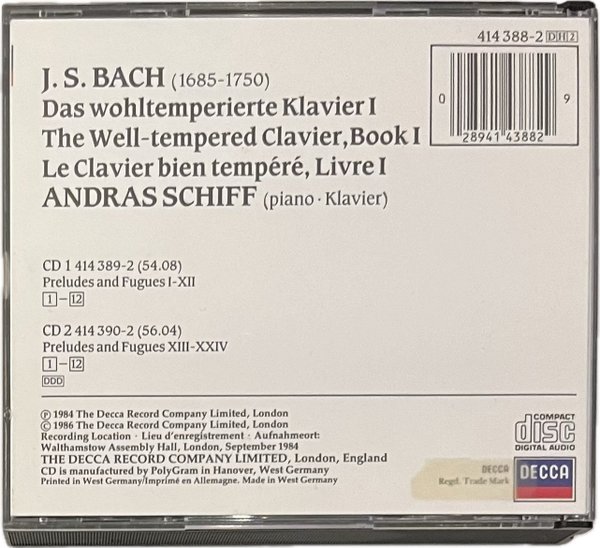 414 388-2 DH2
J. S. BACH (1685-1750)
Das wohltemperierte Klavier I
The Well-tempered Clavier, Book I
Le Clavier bien tempéré, Livre I
ANDRAS SCHIFF (piano · Klavier)
0 28941 43882 9
CD 1 414 389-2 (54.08)
Preludes and Fugues I-XII
1 – 12
CD 2 414 390-2 (56.04)
Preludes and Fugues XIII-XXIV
1 – 12
DDD
℗ 1984 The Decca Record Company Limited, London
© 1986 The Decca Record Company Limited, London
Recording Location · Lieu d'enregistrement · Aufnahmeort:
Walthamstow Assembly Hall, London, September 1984
THE DECCA RECORD COMPANY LIMITED, London, England
CD is manufactured by PolyGram in Hanover, West Germany
Printed in West Germany/Imprimé en Allemagne. Made in West Germany
COMPACT
disc
DIGITAL AUDIO
DECCA
Regd. Trade Mark
DECCA